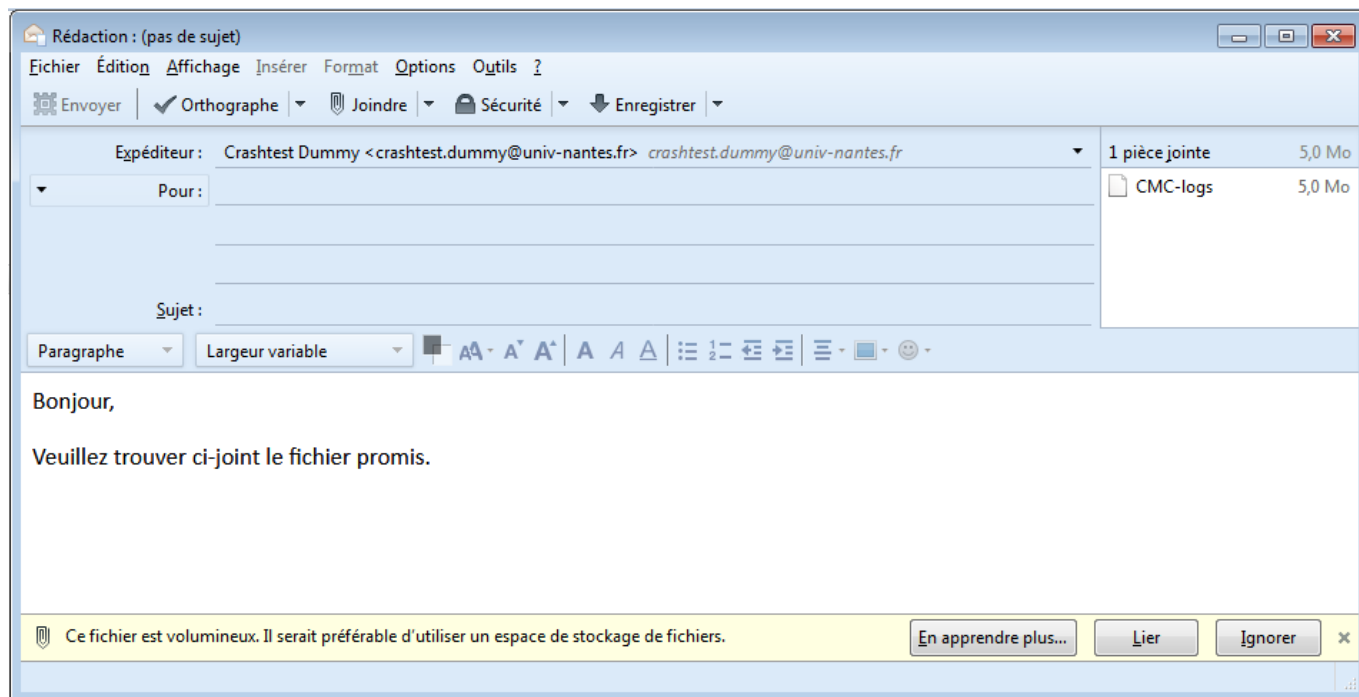 Rédaction : (pas de sujet)
Fichier Édition Affichage Insérer Format Options Outils ?
Envoyer Orthographe Joindre Sécurité Enregistrer
Expéditeur : Crashtest Dummy <crashtest.dummy@univ-nantes.fr> crashtest.dummy@univ-nantes.fr
1 pièce jointe 5,0 Mo
Pour :
CMC-logs 5,0 Mo
Sujet :
Paragraphe Largeur variable
Bonjour,
Veuillez trouver ci-joint le fichier promis.
Ce fichier est volumineux. Il serait préférable d'utiliser un espace de stockage de fichiers. En apprendre plus... Lier Ignorer